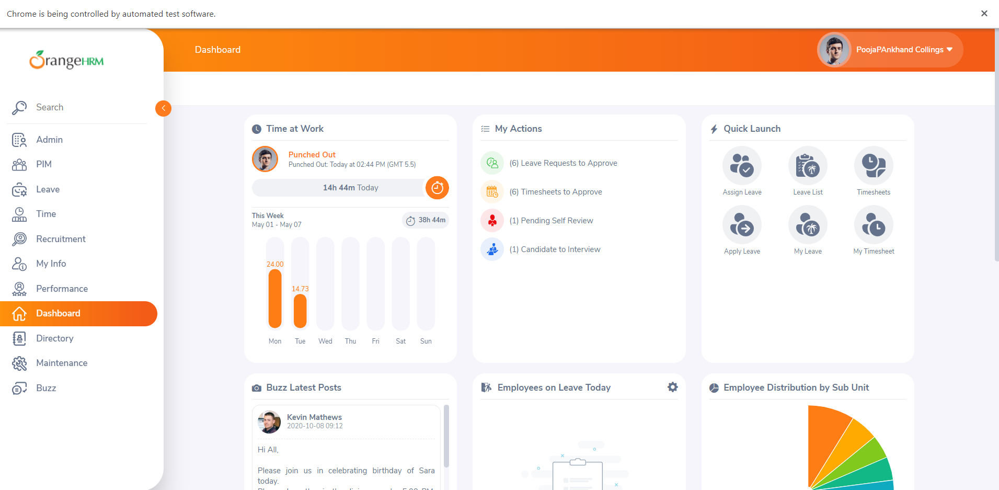 Chrome is being controlled by automated test software.
OrangeHRM
Dashboard
PoojaPAnkhand Collings
Search
Admin
PIM
Leave
Time
Recruitment
My Info
Performance
Dashboard
Directory
Maintenance
Buzz
Time at Work
Punched Out
Punched Out: Today at 02:44 PM (GMT 5.5)
14h 44m Today
This Week
May 01 - May 07
38h 44m
24.00
14.73
Mon Tue Wed Thu Fri Sat Sun
My Actions
(6) Leave Requests to Approve
(6) Timesheets to Approve
(1) Pending Self Review
(1) Candidate to Interview
Quick Launch
Assign Leave Leave List Timesheets
Apply Leave My Leave My Timesheet
Buzz Latest Posts
Kevin Mathews
2020-10-08 09:12
Hi All,
Please join us in celebrating birthday of Sara
today.
Employees on Leave Today
Employee Distribution by Sub Unit